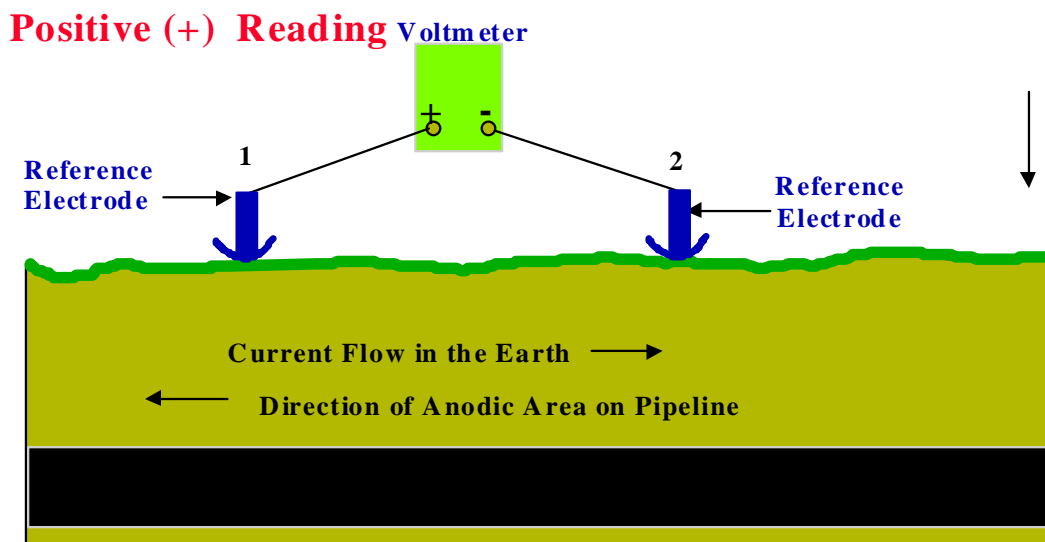 Positive (+) Reading Voltmeter
+ -
1
2
Reference
Electrode
Reference
Electrode
Current Flow in the Earth
Direction of Anodic Area on Pipeline